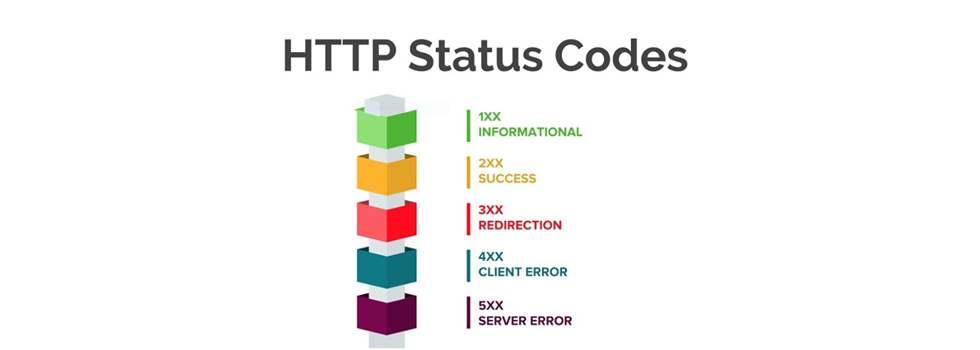 HTTP Status Codes
1XX
INFORMATIONAL
2XX
SUCCESS
3XX
REDIRECTION
4XX
CLIENT ERROR
5XX
SERVER ERROR